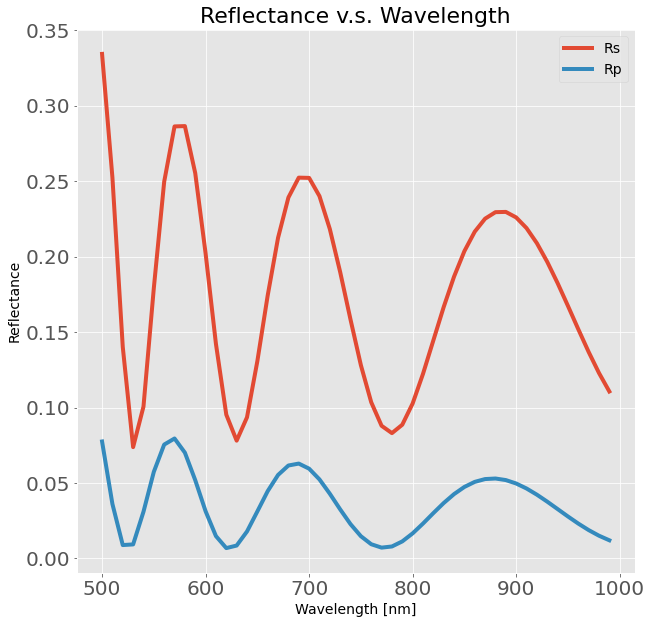 Reflectance v.s. Wavelength
Rs
Rp
0.35
0.30
0.25
0.20
0.15
0.10
0.05
0.00
Reflectance
500 600 700 800 900 1000
Wavelength [nm]